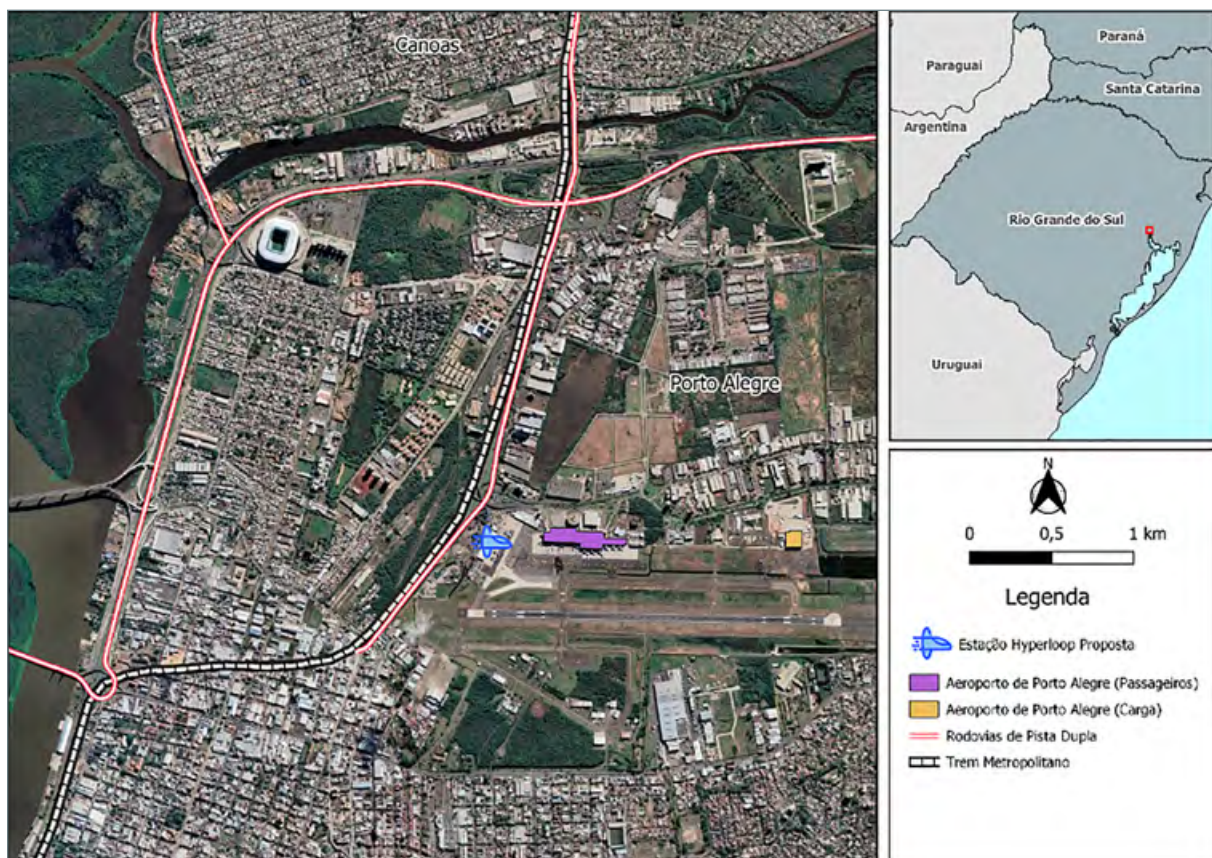 Canoas
Porto Alegre
Paraná
Paraguai
Santa Catarina
Argentina
Rio Grande do Sul
Uruguai
N
0 0,5 1 km
Legenda
Estação Hyperloop Proposta
Aeroporto de Porto Alegre (Passageiros)
Aeroporto de Porto Alegre (Carga)
Rodovias de Pista Dupla
Trem Metropolitano